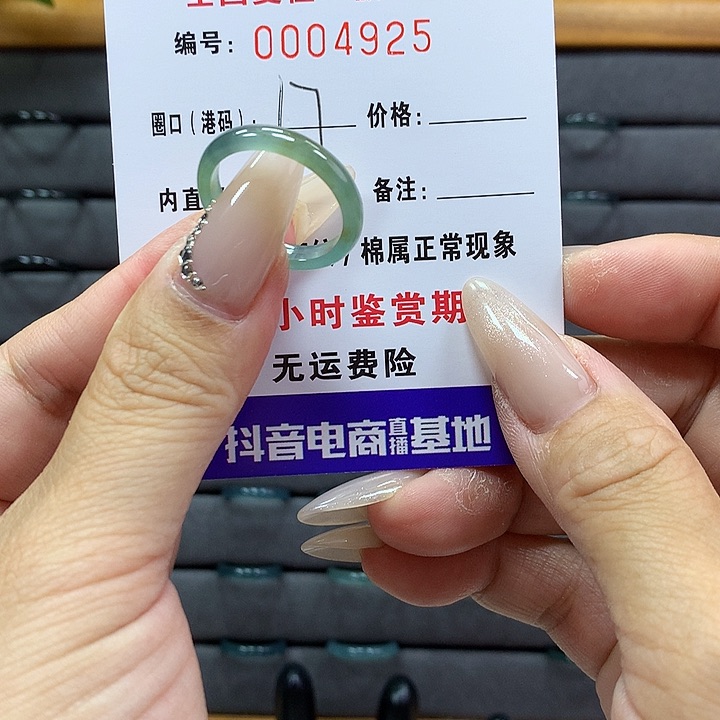 编号: 0004925
圈口(港码): 17
价格:
内直
备注:
/棉属正常现象
小时鉴赏期
无运费险
抖音电商直播基地